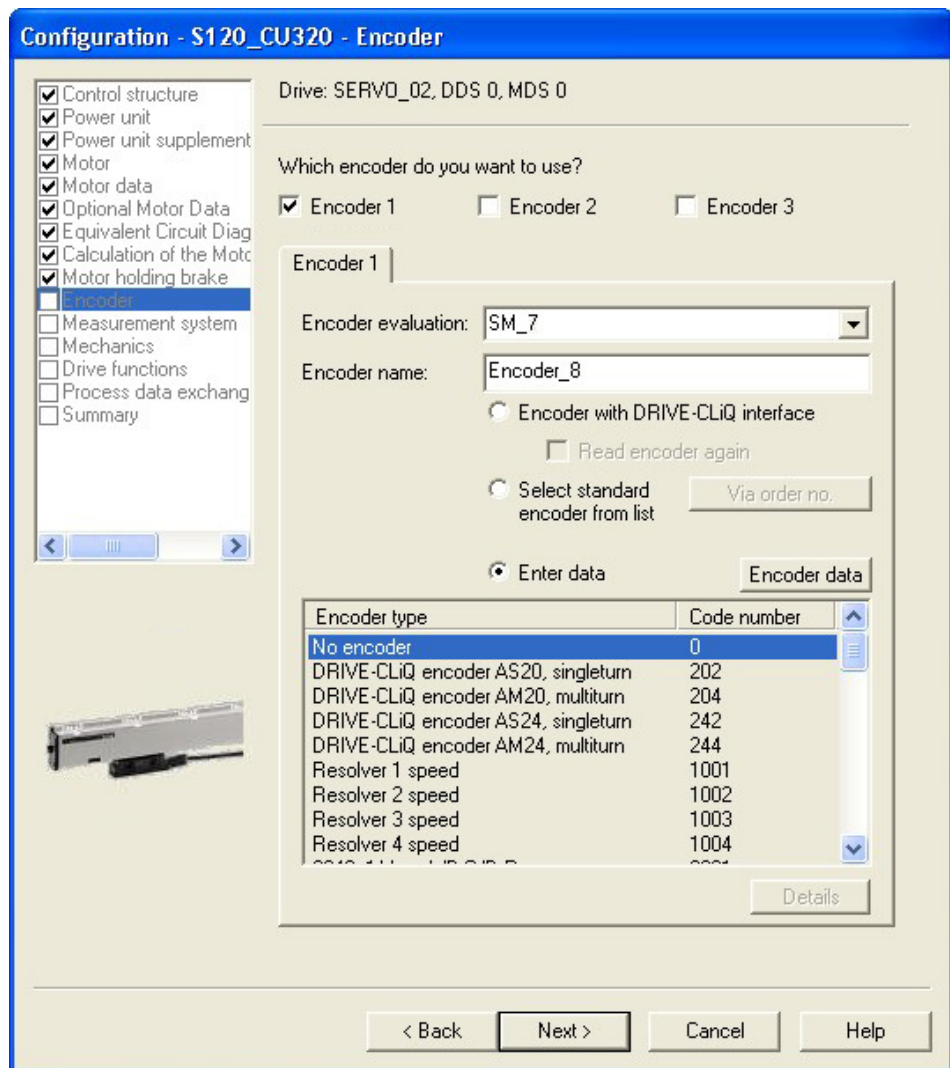 Configuration - S120_CU320 - Encoder
Control structure
Power unit
Power unit supplement
Motor
Motor data
Optional Motor Data
Equivalent Circuit Diag
Calculation of the Moto
Motor holding brake
Encoder
Measurement system
Mechanics
Drive functions
Process data exchang
Summary
Drive: SERVO_02, DDS 0, MDS 0
Which encoder do you want to use?
Encoder 1 Encoder 2 Encoder 3
Encoder 1
Encoder evaluation: SM_7
Encoder name: Encoder_8
Encoder with DRIVE-CLiQ interface
Read encoder again
Select standard Via order no.
encoder from list
Enter data Encoder data
Encoder type Code number
No encoder 0
DRIVE-CLiQ encoder AS20, singleturn 202
DRIVE-CLiQ encoder AM20, multiturn 204
DRIVE-CLiQ encoder AS24, singleturn 242
DRIVE-CLiQ encoder AM24, multiturn 244
Resolver 1 speed 1001
Resolver 2 speed 1002
Resolver 3 speed 1003
Resolver 4 speed 1004
Details
< Back Next > Cancel Help